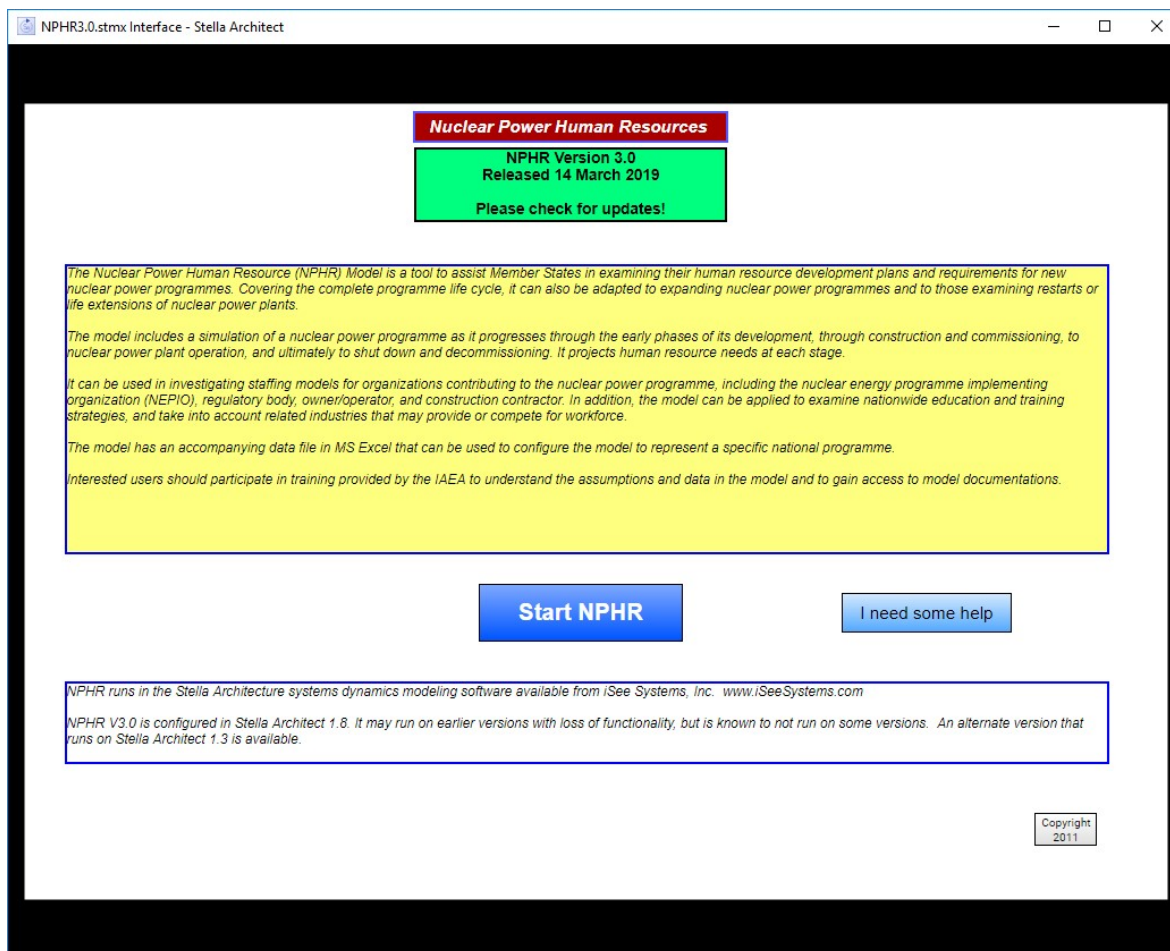 NPHR3.0.stmx Interface - Stella Architect
Nuclear Power Human Resources
NPHR Version 3.0
Released 14 March 2019
Please check for updates!
The Nuclear Power Human Resource (NPHR) Model is a tool to assist Member States in examining their human resource development plans and requirements for new
nuclear power programmes. Covering the complete programme life cycle, it can also be adapted to expanding nuclear power programmes and to those examining restarts or
life extensions of nuclear power plants.
The model includes a simulation of a nuclear power programme as it progresses through the early phases of its development, through construction and commissioning, to
nuclear power plant operation, and ultimately to shut down and decommissioning. It projects human resource needs at each stage.
It can be used in investigating staffing models for organizations contributing to the nuclear power programme, including the nuclear energy programme implementing
organization (NEPIO), regulatory body, owner/operator, and construction contractor. In addition, the model can be applied to examine nationwide education and training
strategies, and take into account related industries that may provide or compete for workforce.
The model has an accompanying data file in MS Excel that can be used to configure the model to represent a specific national programme.
Interested users should participate in training provided by the IAEA to understand the assumptions and data in the model and to gain access to model documentations.
Start NPHR
I need some help
NPHR runs in the Stella Architecture systems dynamics modeling software available from iSee Systems, Inc.  www.iSeeSystems.com
NPHR V3.0 is configured in Stella Architect 1.8. It may run on earlier versions with loss of functionality, but is known to not run on some versions.  An alternate version that
runs on Stella Architect 1.3 is available.
Copyright
2011